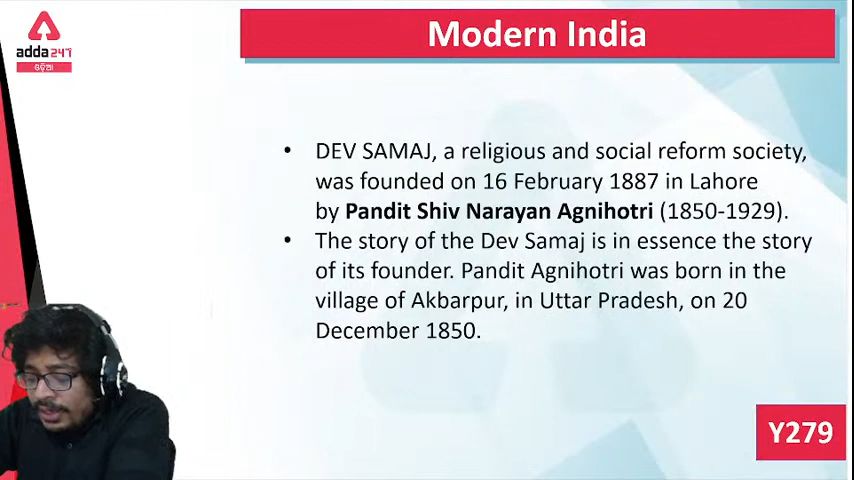 Modern India
adda247
ଓଡ଼ିଆ
• DEV SAMAJ, a religious and social reform society,
was founded on 16 February 1887 in Lahore
by Pandit Shiv Narayan Agnihotri (1850-1929).
• The story of the Dev Samaj is in essence the story
of its founder. Pandit Agnihotri was born in the
village of Akbarpur, in Uttar Pradesh, on 20
December 1850.
Y279